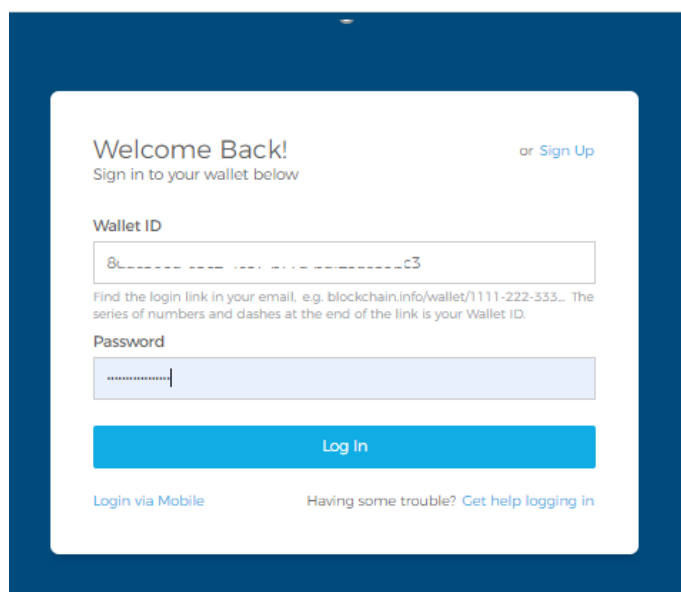 Welcome Back!
or Sign Up
Sign in to your wallet below
Wallet ID
Find the login link in your email, e.g. blockchain.info/wallet/1111-222-333... The
series of numbers and dashes at the end of the link is your Wallet ID.
Password
Log In
Login via Mobile
Having some trouble? Get help logging in